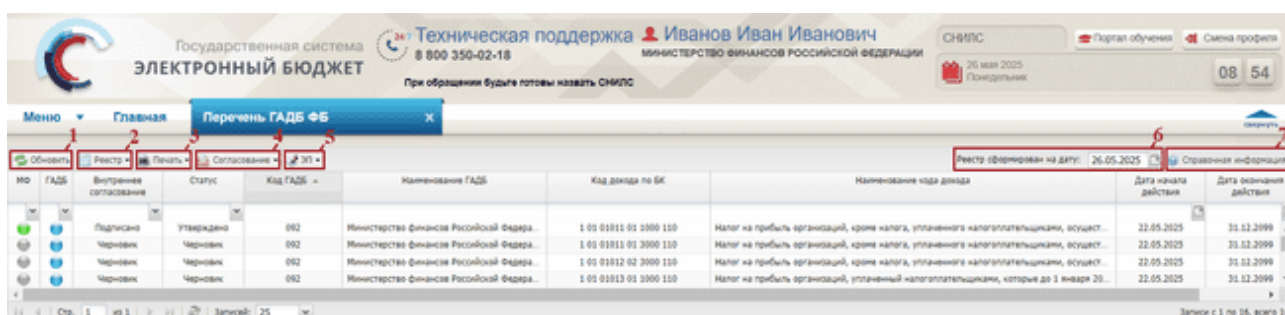 Государственная система
ЭЛЕКТРОННЫЙ БЮДЖЕТ
24/7 Техническая поддержка
8 800 350-02-18
При обращении будьте готовы назвать СНИЛС
Иванов Иван Иванович
МИНИСТЕРСТВО ФИНАНСОВ РОССИЙСКОЙ ФЕДЕРАЦИИ
СНИЛС
Портал обучения
Смена профиля
26 мая 2025
Понедельник
08 54
Меню Главная Перечень ГАДБ ФБ x
свернуть
1 2 3 4 5 6 7
Обновить Реестр Печать Согласование ЭП Реестр сформирован на дату: 26.05.2025 Справочная информация
МФ ГАДБ Внутреннее согласование Статус Код ГАДБ Наименование ГАДБ Код дохода по БК Наименование кода дохода Дата начала действия Дата окончания действия
Подписано Утверждено 092 Министерство финансов Российской Федера... 1 01 01011 01 1000 110 Налог на прибыль организаций, кроме налога, уплаченного налогоплательщиками, осущест... 22.05.2025 31.12.2099
Черновик Черновик 092 Министерство финансов Российской Федера... 1 01 01011 01 3000 110 Налог на прибыль организаций, кроме налога, уплаченного налогоплательщиками, осущест... 22.05.2025 31.12.2099
Черновик Черновик 092 Министерство финансов Российской Федера... 1 01 01012 02 3000 110 Налог на прибыль организаций, кроме налога, уплаченного налогоплательщиками, осущест... 22.05.2025 31.12.2099
Черновик Черновик 092 Министерство финансов Российской Федера... 1 01 01013 01 1000 110 Налог на прибыль организаций, уплаченный налогоплательщиками, которые до 1 января 20... 22.05.2025 31.12.2099
Стр. 1 из 1 Записей: 25 Записи с 1 по 16, всего